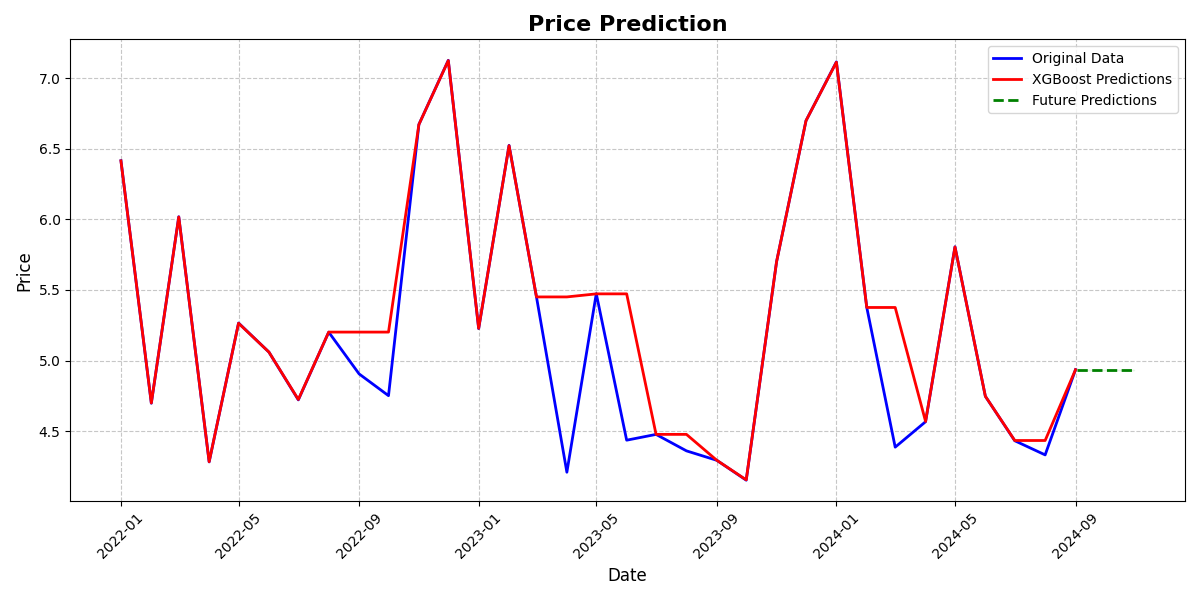 Price Prediction
Original Data
XGBoost Predictions
Future Predictions
Price
7.0
6.5
6.0
5.5
5.0
4.5
2022-01
2022-05
2022-09
2023-01
2023-05
2023-09
2024-01
2024-05
2024-09
Date